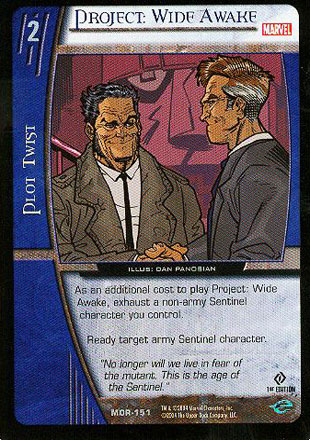 2
PROJECT: WIDE AWAKE
MARVEL
PLOT TWIST
ILLUS: DAN PANOSIAN
As an additional cost to play Project: Wide
Awake, exhaust a non-army Sentinel
character you control.
Ready target army Sentinel character.
"No longer will we live in fear of
the mutant. This is the age of
the Sentinel."
1ST EDITION
MOR-151